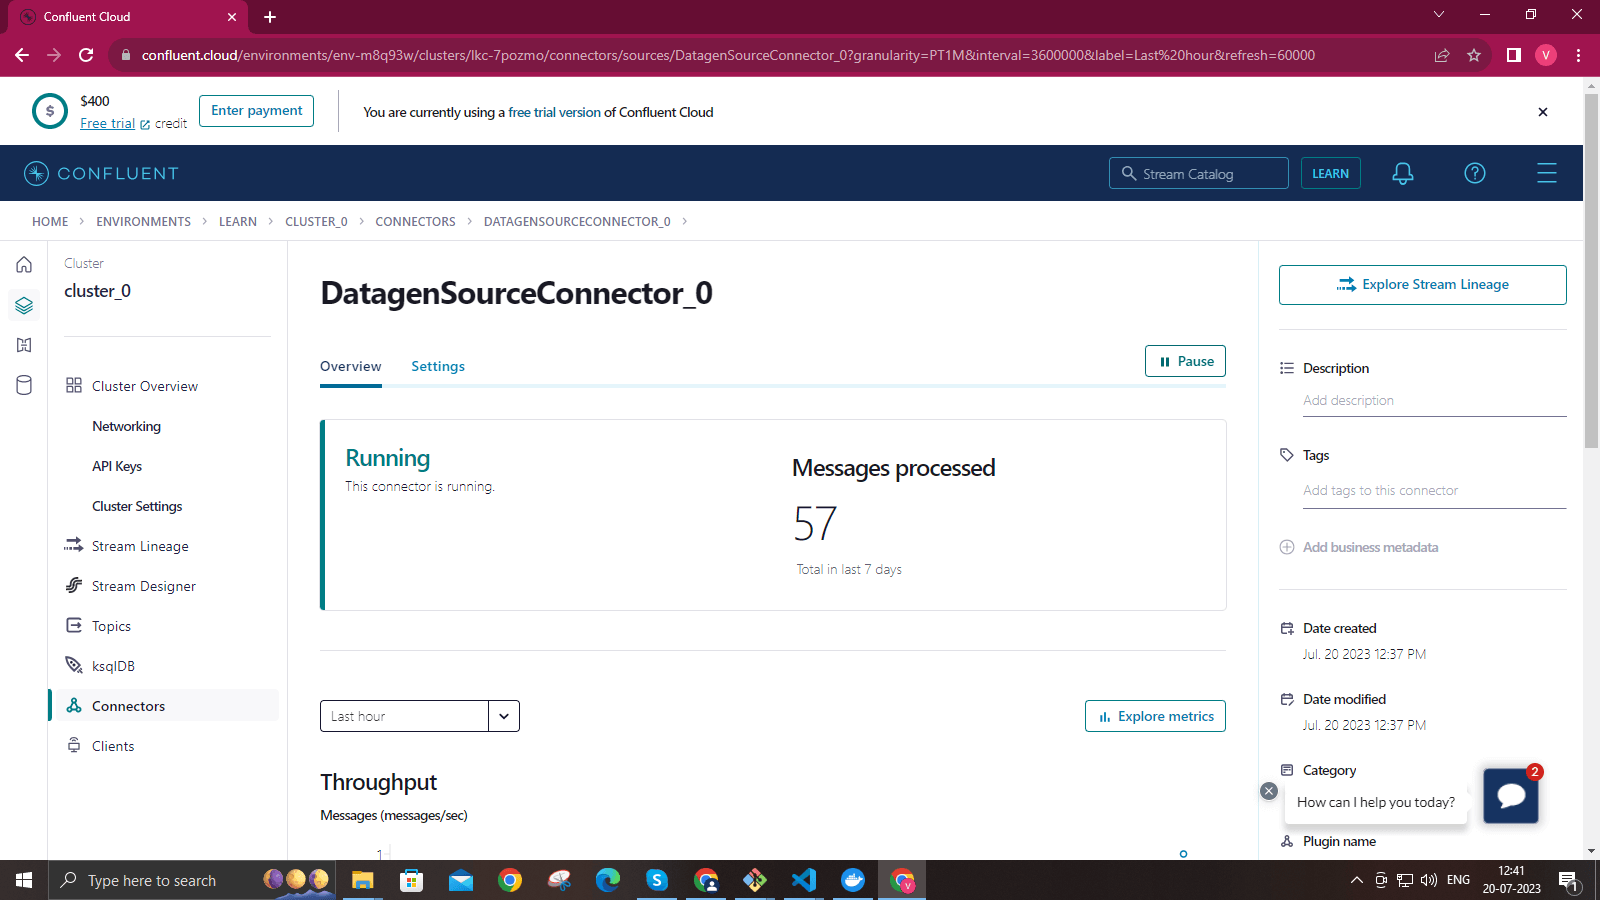 Confluent Cloud
confluent.cloud/environments/env-m8q93w/clusters/lkc-7pozmo/connectors/sources/DatagenSourceConnector_0?granularity=PT1M&interval=3600000&label=Last%20hour&refresh=60000
V
$
$400
Free trial credit
Enter payment
You are currently using a free trial version of Confluent Cloud
CONFLUENT
Stream Catalog
LEARN
?
HOME > ENVIRONMENTS > LEARN > CLUSTER_0 > CONNECTORS > DATAGENSOURCECONNECTOR_0 >
Cluster
cluster_0
Cluster Overview
Networking
API Keys
Cluster Settings
Stream Lineage
Stream Designer
Topics
ksqlDB
Connectors
Clients
DatagenSourceConnector_0
Overview
Settings
Pause
Running
This connector is running.
Messages processed
57
Total in last 7 days
Last hour
Explore metrics
Throughput
Messages (messages/sec)
1
Explore Stream Lineage
Description
Add description
Tags
Add tags to this connector
Add business metadata
Date created
Jul. 20 2023 12:37 PM
Date modified
Jul. 20 2023 12:37 PM
Category
How can I help you today?
2
Plugin name
Type here to search
S
V
ENG
12:41
20-07-2023
1